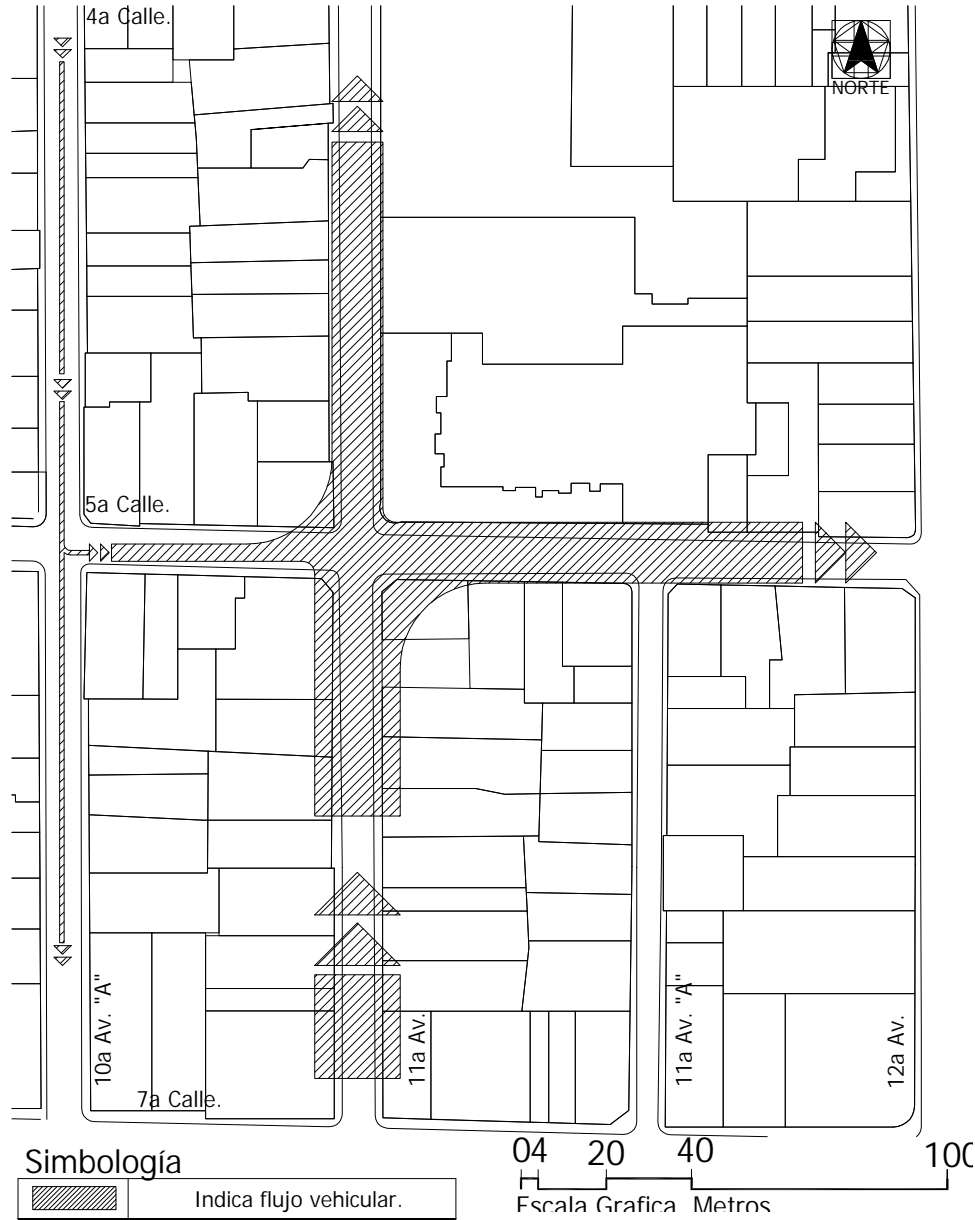 4a Calle.
NORTE
5a Calle.
10a Av. "A"
11a Av.
11a Av. "A"
12a Av.
7a Calle.
Simbología
Indica flujo vehicular.
04 20 40 100
Escala Grafica Metros